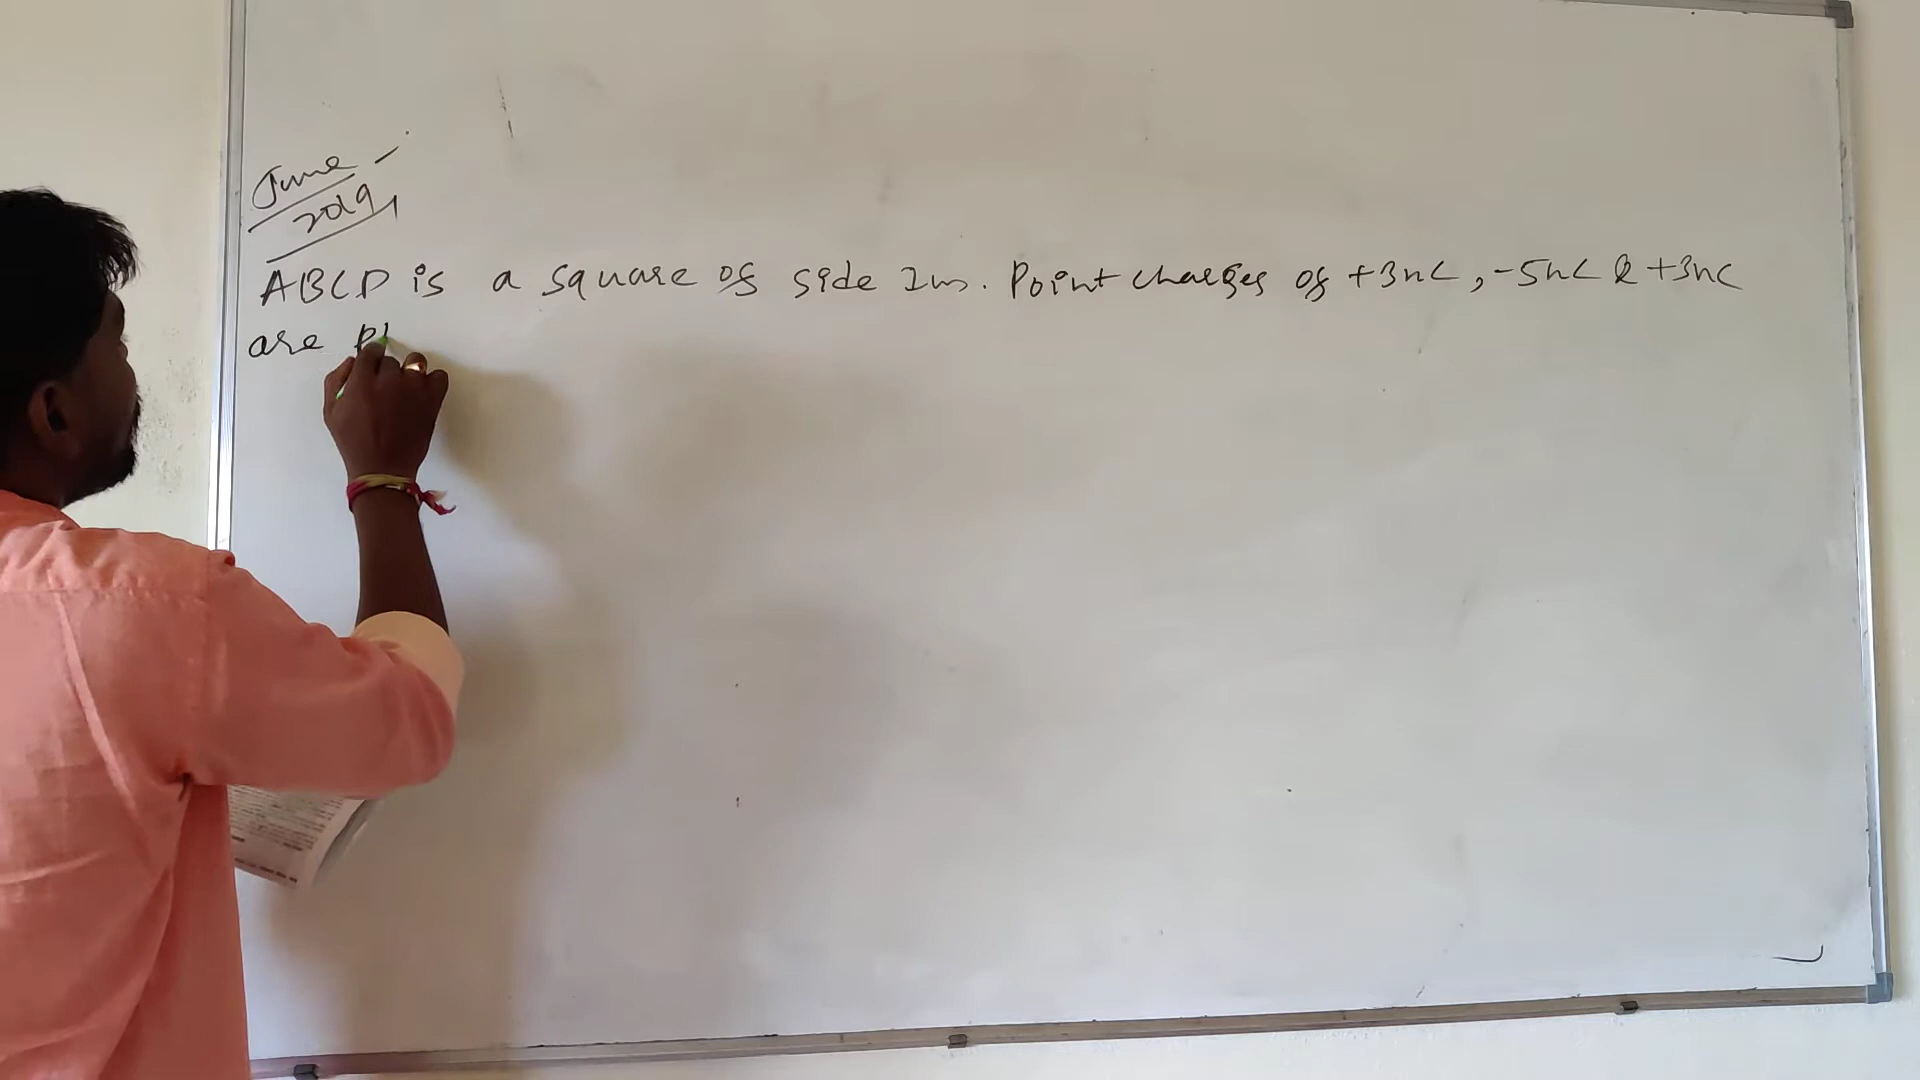 June -
2019
ABCD is a square of side 2m. Point charges of +3nC, -5nC & +3nC
are Pl